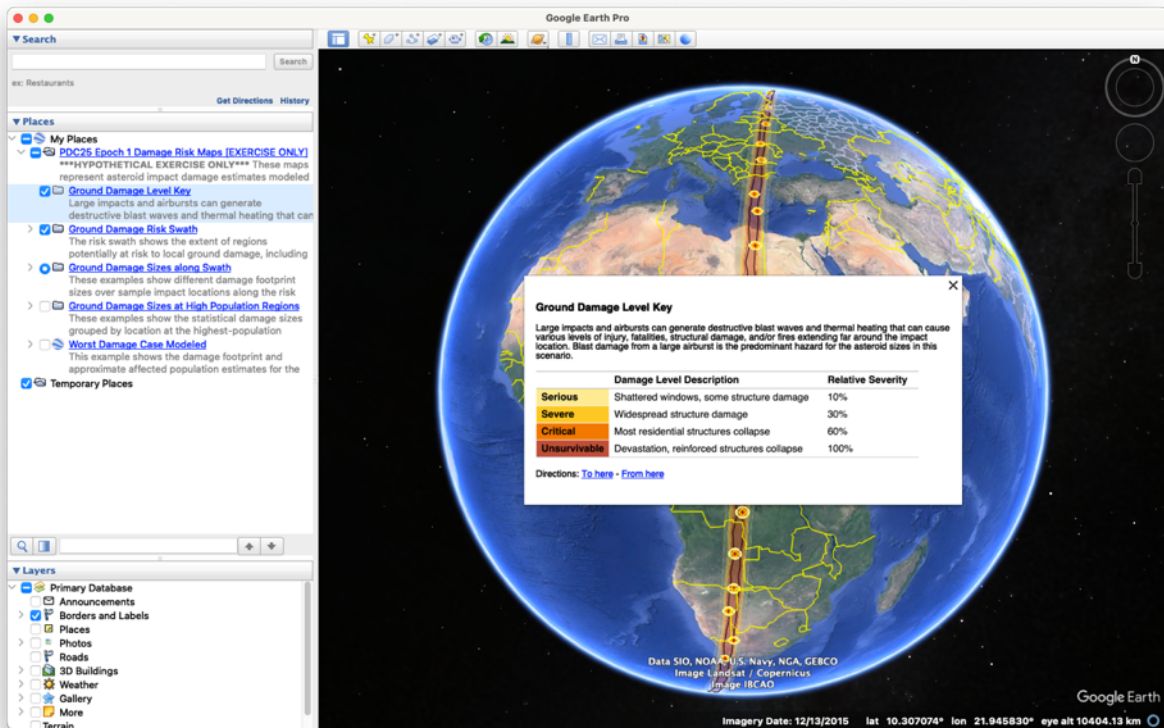 Google Earth Pro
Search
Search
ex: Restaurants
Get Directions History
Places
My Places
PDC25 Epoch 1 Damage Risk Maps [EXERCISE ONLY]
***HYPOTHETICAL EXERCISE ONLY*** These maps
represent asteroid impact damage estimates modeled
Ground Damage Level Key
Large impacts and airbursts can generate
destructive blast waves and thermal heating that can
Ground Damage Risk Swath
The risk swath shows the extent of regions
potentially at risk to local ground damage, including
Ground Damage Sizes along Swath
These examples show different damage footprint
sizes over sample impact locations along the risk
Ground Damage Sizes at High Population Regions
These examples show the statistical damage sizes
grouped by location at the highest-population
Worst Damage Case Modeled
This example shows the damage footprint and
approximate affected population estimates for the
Temporary Places
Layers
Primary Database
Announcements
Borders and Labels
Places
Photos
Roads
3D Buildings
Weather
Gallery
More
Terrain
N
Ground Damage Level Key
Large impacts and airbursts can generate destructive blast waves and thermal heating that can cause
various levels of injury, fatalities, structural damage, and/or fires extending far around the impact
location. Blast damage from a large airburst is the predominant hazard for the asteroid sizes in this
scenario.
Damage Level Description Relative Severity
Serious Shattered windows, some structure damage 10%
Severe Widespread structure damage 30%
Critical Most residential structures collapse 60%
Unsurvivable Devastation, reinforced structures collapse 100%
Directions: To here - From here
Data SIO, NOAA, U.S. Navy, NGA, GEBCO
Image Landsat / Copernicus
Image IBCAO
Google Earth
Imagery Date: 12/13/2015 lat 10.307074° lon 21.945830° eye alt 10404.13 km